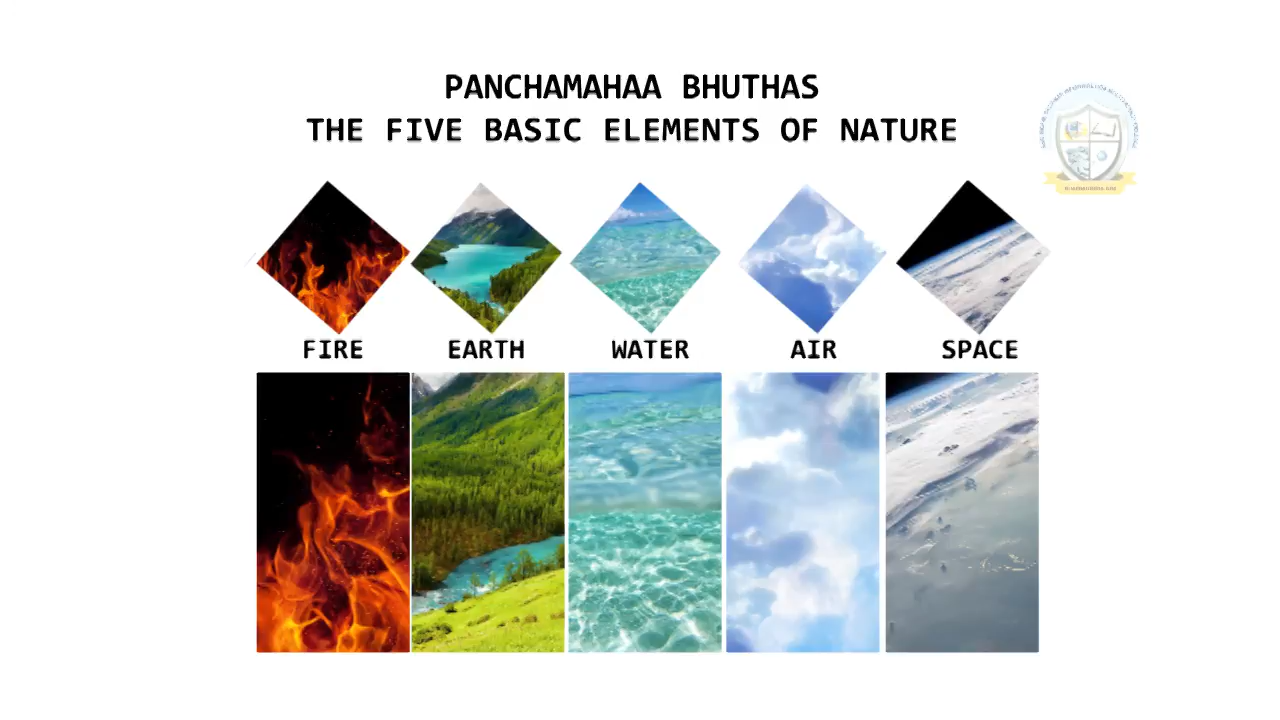 PANCHAMAHAA BHUTHAS
THE FIVE BASIC ELEMENTS OF NATURE
FIRE EARTH WATER AIR SPACE